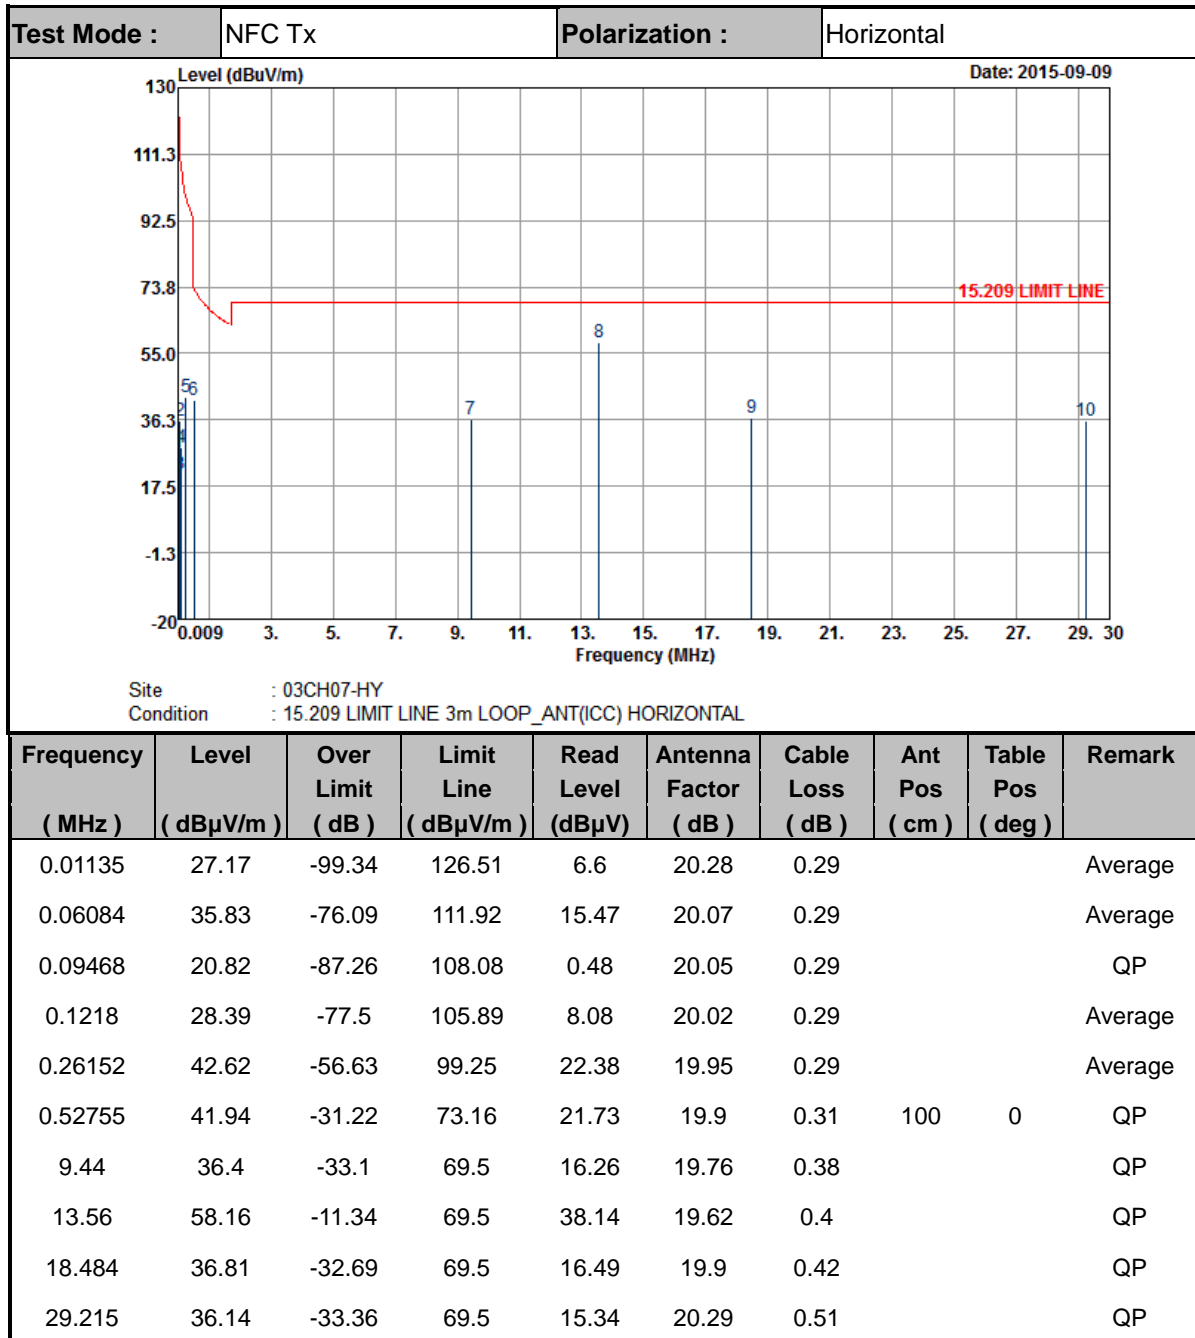 Test Mode : NFC Tx Polarization : Horizontal
Level (dBuV/m) Date: 2015-09-09
130
111.3
92.5
73.8
15.209 LIMIT LINE
55.0
36.3
17.5
-1.3
-20
8
5 6
2
7
9
10
4
3
0.009 3. 5. 7. 9. 11. 13. 15. 17. 19. 21. 23. 25. 27. 29. 30
Frequency (MHz)
Site : 03CH07-HY
Condition : 15.209 LIMIT LINE 3m LOOP_ANT(ICC) HORIZONTAL
Frequency Level Over Limit Read Antenna Cable Ant Table Remark
Limit Line Level Factor Loss Pos Pos
( MHz ) ( dBµV/m ) ( dB ) ( dBµV/m ) (dBµV) ( dB ) ( dB ) ( cm ) ( deg )
0.01135 27.17 -99.34 126.51 6.6 20.28 0.29 Average
0.06084 35.83 -76.09 111.92 15.47 20.07 0.29 Average
0.09468 20.82 -87.26 108.08 0.48 20.05 0.29 QP
0.1218 28.39 -77.5 105.89 8.08 20.02 0.29 Average
0.26152 42.62 -56.63 99.25 22.38 19.95 0.29 Average
0.52755 41.94 -31.22 73.16 21.73 19.9 0.31 100 0 QP
9.44 36.4 -33.1 69.5 16.26 19.76 0.38 QP
13.56 58.16 -11.34 69.5 38.14 19.62 0.4 QP
18.484 36.81 -32.69 69.5 16.49 19.9 0.42 QP
29.215 36.14 -33.36 69.5 15.34 20.29 0.51 QP